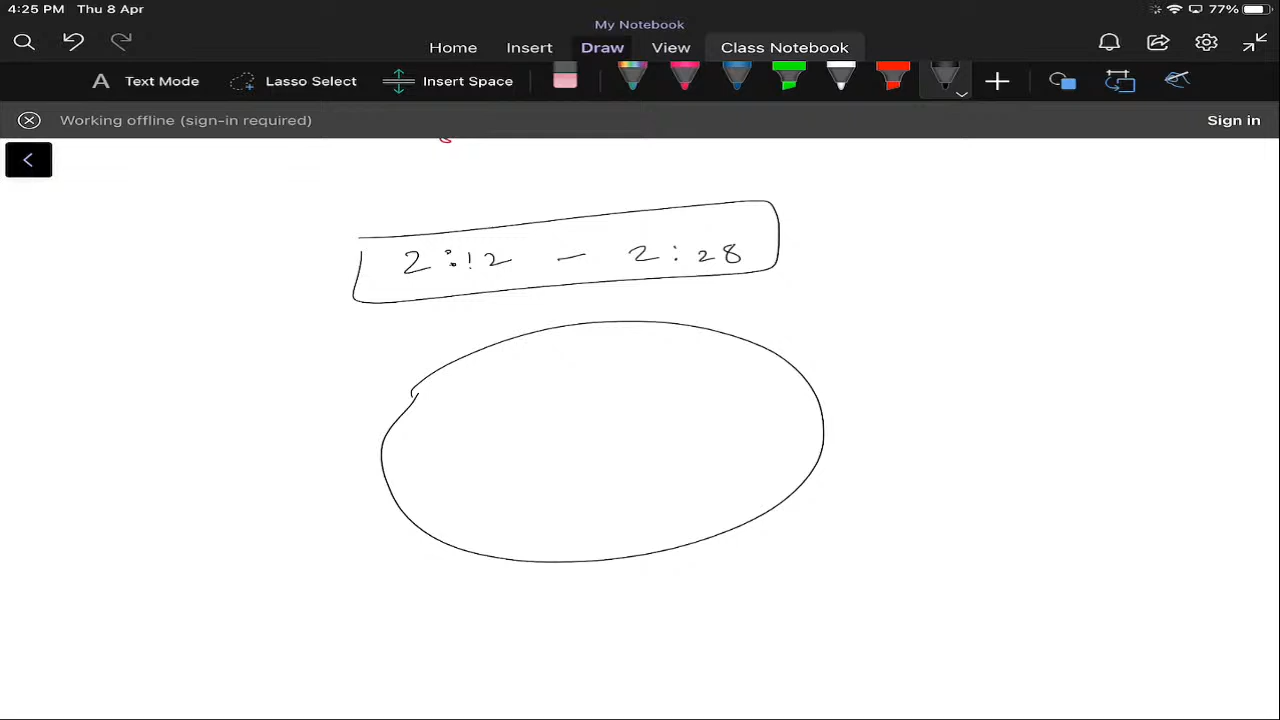 4:25 PM Thu 8 Apr
77%
My Notebook
Home Insert Draw View Class Notebook
Text Mode Lasso Select Insert Space
Working offline (sign-in required) Sign in
2:12 - 2:28